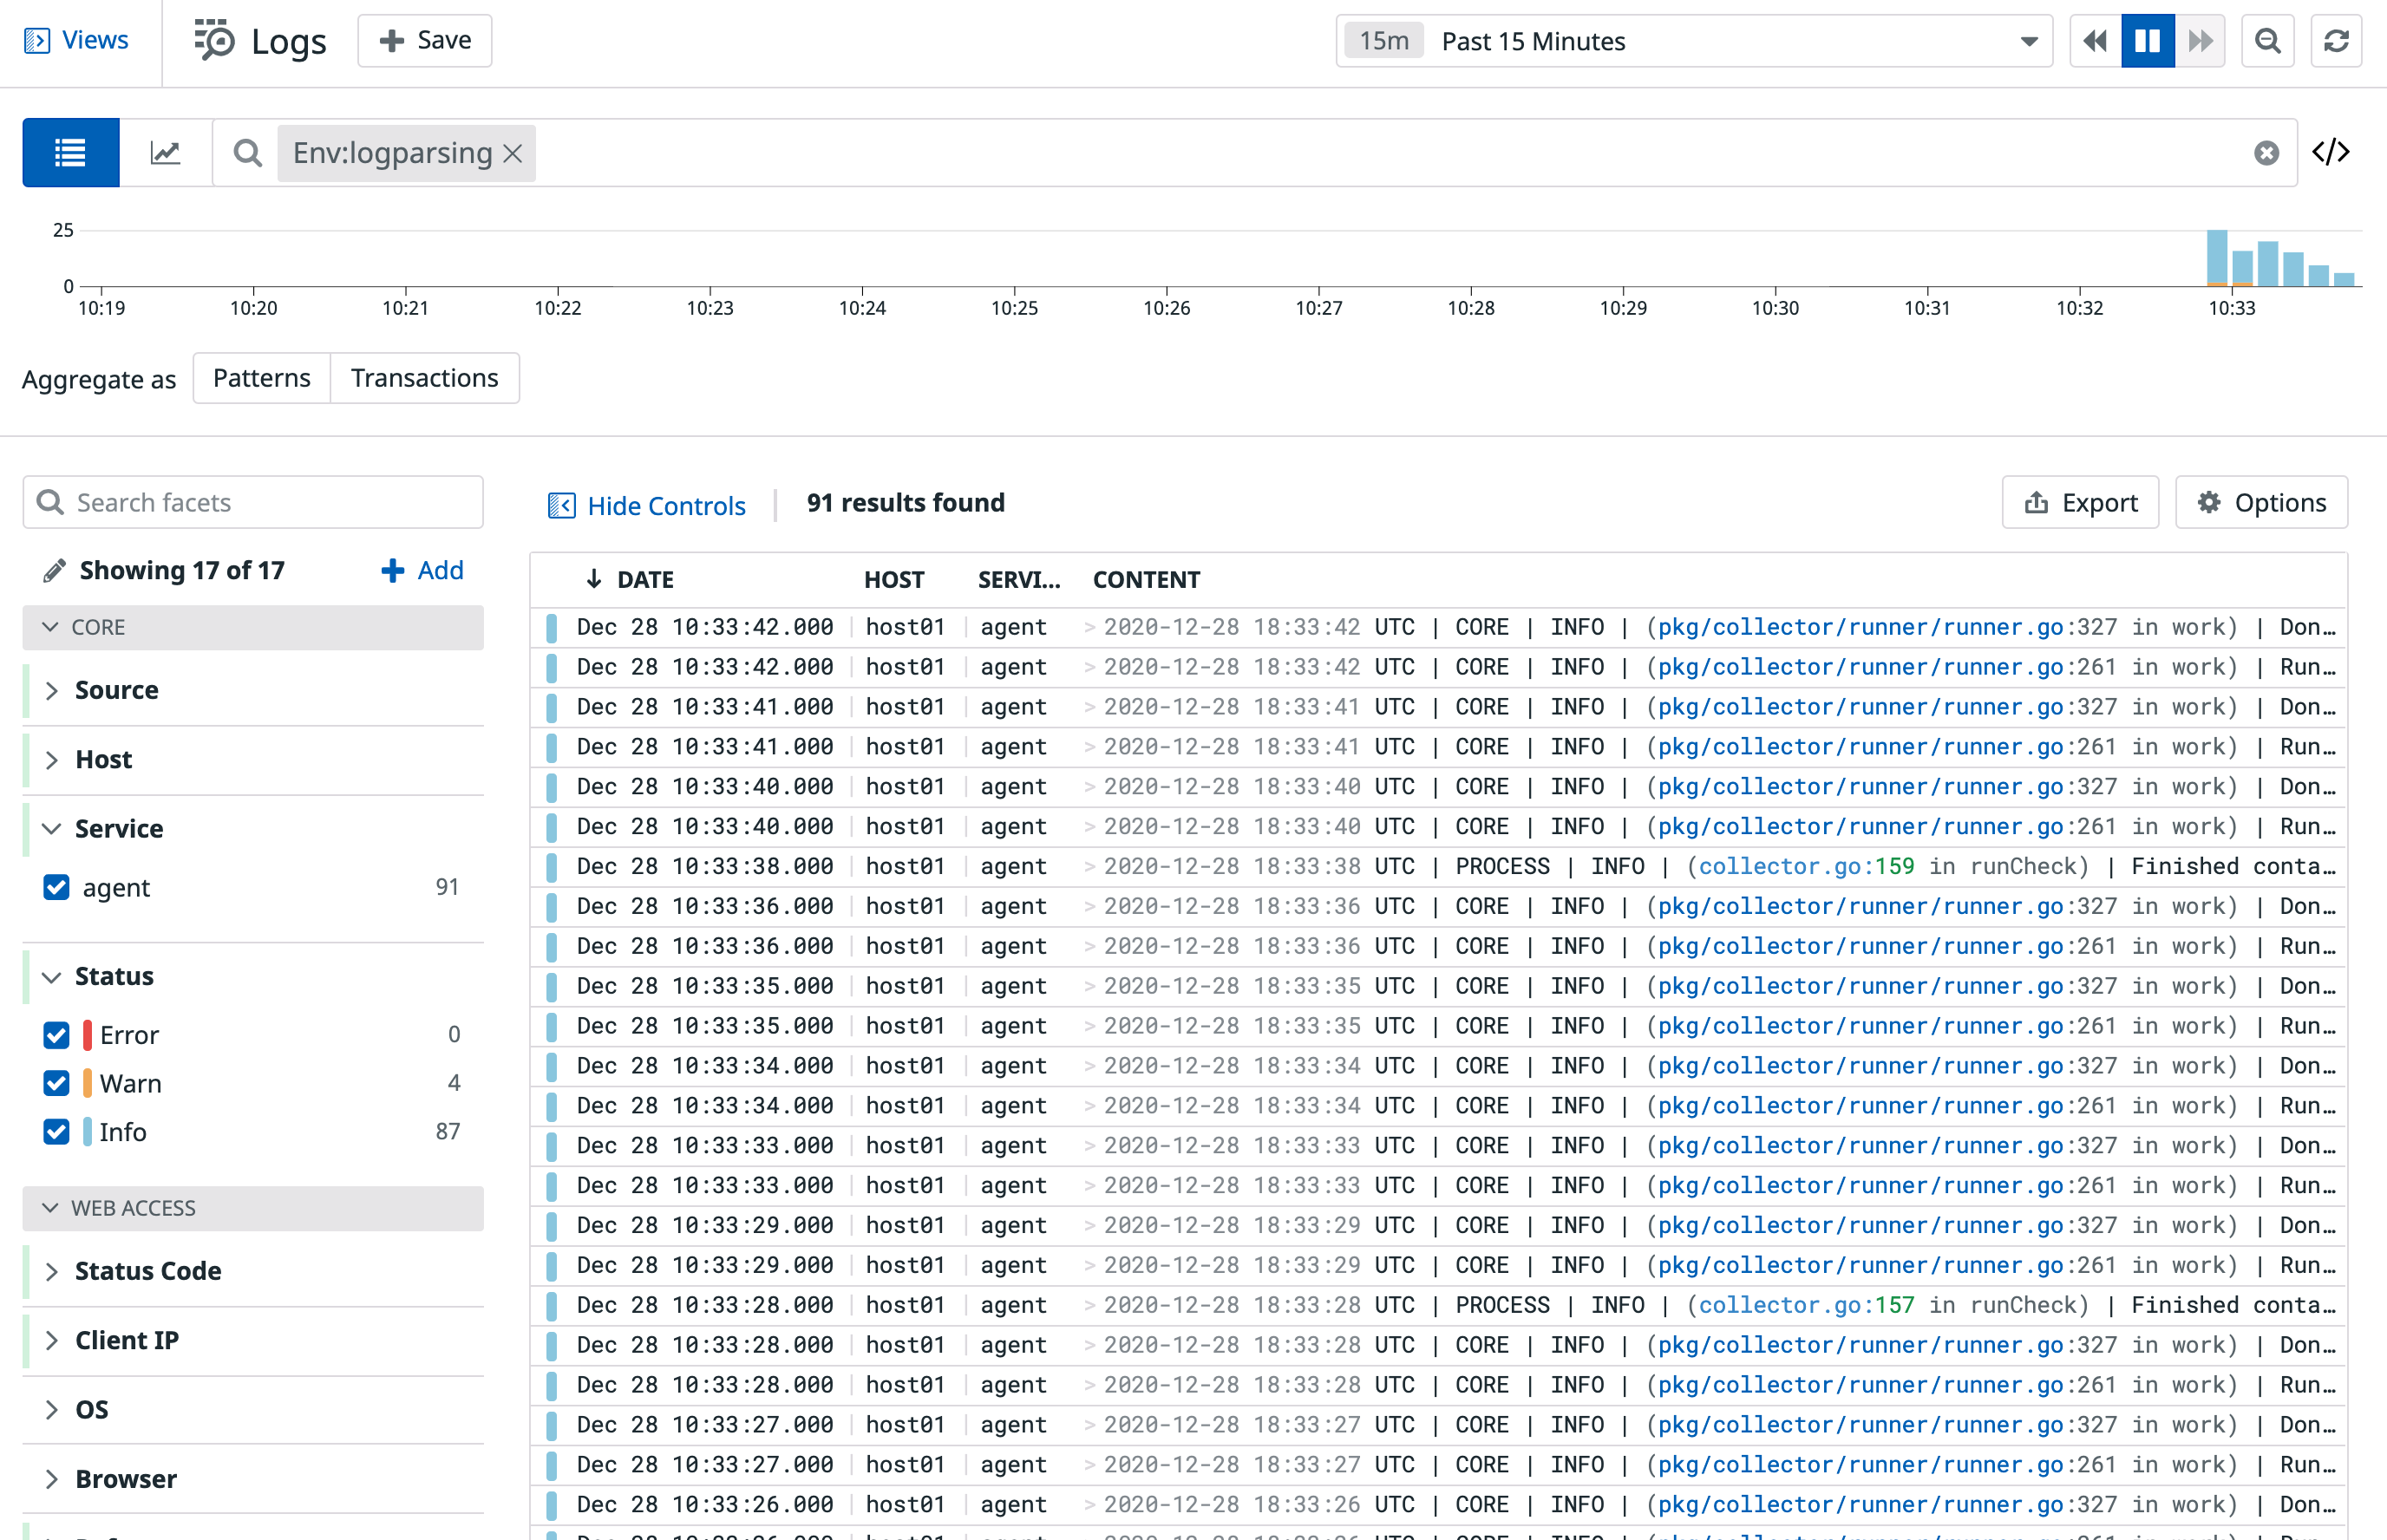 Views
Logs
Save
15m Past 15 Minutes
Env:logparsing
</>
25
0
10:19 10:20 10:21 10:22 10:23 10:24 10:25 10:26 10:27 10:28 10:29 10:30 10:31 10:32 10:33
Aggregate as Patterns Transactions
Search facets
Showing 17 of 17 Add
CORE
Source
Host
Service
agent 91
Status
Error 0
Warn 4
Info 87
WEB ACCESS
Status Code
Client IP
OS
Browser
Hide Controls 91 results found Export Options
DATE HOST SERVI... CONTENT
Dec 28 10:33:42.000 host01 agent > 2020-12-28 18:33:42 UTC | CORE | INFO | (pkg/collector/runner/runner.go:327 in work) | Don…
Dec 28 10:33:42.000 host01 agent > 2020-12-28 18:33:42 UTC | CORE | INFO | (pkg/collector/runner/runner.go:261 in work) | Run…
Dec 28 10:33:41.000 host01 agent > 2020-12-28 18:33:41 UTC | CORE | INFO | (pkg/collector/runner/runner.go:327 in work) | Don…
Dec 28 10:33:41.000 host01 agent > 2020-12-28 18:33:41 UTC | CORE | INFO | (pkg/collector/runner/runner.go:261 in work) | Run…
Dec 28 10:33:40.000 host01 agent > 2020-12-28 18:33:40 UTC | CORE | INFO | (pkg/collector/runner/runner.go:327 in work) | Don…
Dec 28 10:33:40.000 host01 agent > 2020-12-28 18:33:40 UTC | CORE | INFO | (pkg/collector/runner/runner.go:261 in work) | Run…
Dec 28 10:33:38.000 host01 agent > 2020-12-28 18:33:38 UTC | PROCESS | INFO | (collector.go:159 in runCheck) | Finished conta…
Dec 28 10:33:36.000 host01 agent > 2020-12-28 18:33:36 UTC | CORE | INFO | (pkg/collector/runner/runner.go:327 in work) | Don…
Dec 28 10:33:36.000 host01 agent > 2020-12-28 18:33:36 UTC | CORE | INFO | (pkg/collector/runner/runner.go:261 in work) | Run…
Dec 28 10:33:35.000 host01 agent > 2020-12-28 18:33:35 UTC | CORE | INFO | (pkg/collector/runner/runner.go:327 in work) | Don…
Dec 28 10:33:35.000 host01 agent > 2020-12-28 18:33:35 UTC | CORE | INFO | (pkg/collector/runner/runner.go:261 in work) | Run…
Dec 28 10:33:34.000 host01 agent > 2020-12-28 18:33:34 UTC | CORE | INFO | (pkg/collector/runner/runner.go:327 in work) | Don…
Dec 28 10:33:34.000 host01 agent > 2020-12-28 18:33:34 UTC | CORE | INFO | (pkg/collector/runner/runner.go:261 in work) | Run…
Dec 28 10:33:33.000 host01 agent > 2020-12-28 18:33:33 UTC | CORE | INFO | (pkg/collector/runner/runner.go:327 in work) | Don…
Dec 28 10:33:33.000 host01 agent > 2020-12-28 18:33:33 UTC | CORE | INFO | (pkg/collector/runner/runner.go:261 in work) | Run…
Dec 28 10:33:29.000 host01 agent > 2020-12-28 18:33:29 UTC | CORE | INFO | (pkg/collector/runner/runner.go:327 in work) | Don…
Dec 28 10:33:29.000 host01 agent > 2020-12-28 18:33:29 UTC | CORE | INFO | (pkg/collector/runner/runner.go:261 in work) | Run…
Dec 28 10:33:28.000 host01 agent > 2020-12-28 18:33:28 UTC | PROCESS | INFO | (collector.go:157 in runCheck) | Finished conta…
Dec 28 10:33:28.000 host01 agent > 2020-12-28 18:33:28 UTC | CORE | INFO | (pkg/collector/runner/runner.go:327 in work) | Don…
Dec 28 10:33:28.000 host01 agent > 2020-12-28 18:33:28 UTC | CORE | INFO | (pkg/collector/runner/runner.go:261 in work) | Run…
Dec 28 10:33:27.000 host01 agent > 2020-12-28 18:33:27 UTC | CORE | INFO | (pkg/collector/runner/runner.go:327 in work) | Don…
Dec 28 10:33:27.000 host01 agent > 2020-12-28 18:33:27 UTC | CORE | INFO | (pkg/collector/runner/runner.go:261 in work) | Run…
Dec 28 10:33:26.000 host01 agent > 2020-12-28 18:33:26 UTC | CORE | INFO | (pkg/collector/runner/runner.go:327 in work) | Don…